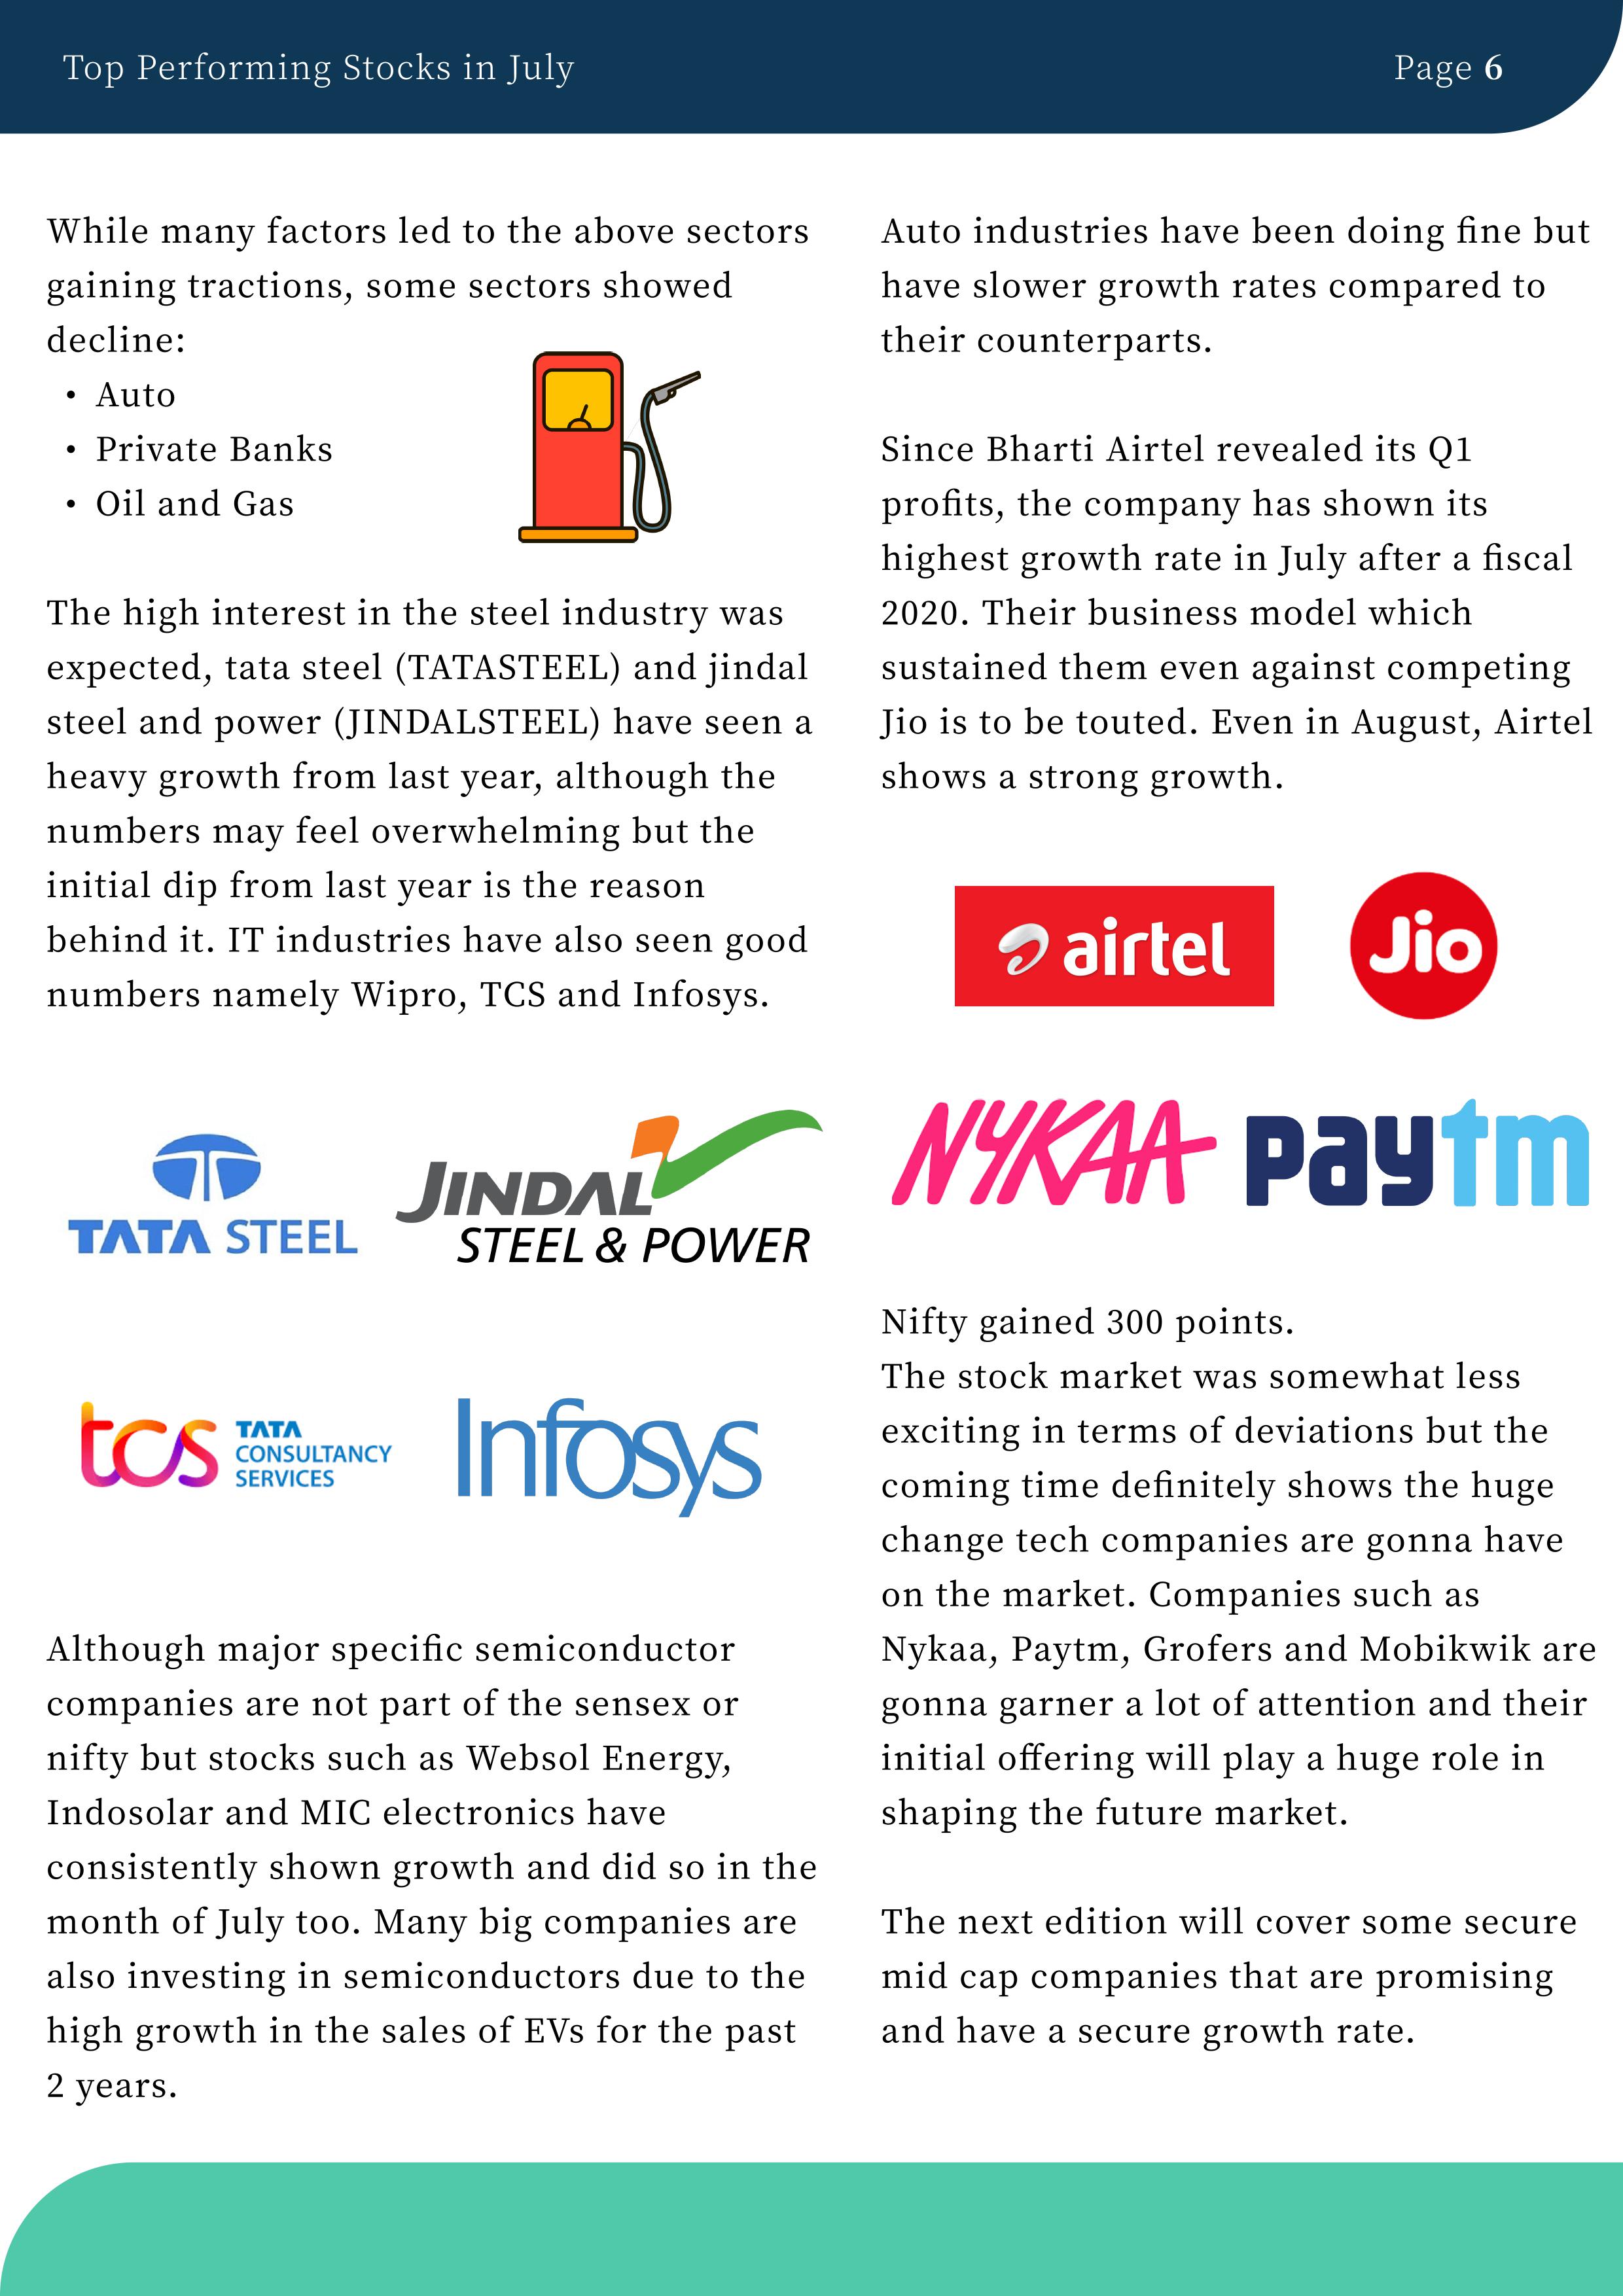 Top Performing Stocks in July
Page 6
While many factors led to the above sectors
gaining tractions, some sectors showed
decline:
• Auto
• Private Banks
• Oil and Gas
The high interest in the steel industry was
expected, tata steel (TATASTEEL) and jindal
steel and power (JINDALSTEEL) have seen a
heavy growth from last year, although the
numbers may feel overwhelming but the
initial dip from last year is the reason
behind it. IT industries have also seen good
numbers namely Wipro, TCS and Infosys.
TATA STEEL
JINDAL
STEEL & POWER
tcs TATA
CONSULTANCY
SERVICES
Infosys
Although major specific semiconductor
companies are not part of the sensex or
nifty but stocks such as Websol Energy,
Indosolar and MIC electronics have
consistently shown growth and did so in the
month of July too. Many big companies are
also investing in semiconductors due to the
high growth in the sales of EVs for the past
2 years.
Auto industries have been doing fine but
have slower growth rates compared to
their counterparts.
Since Bharti Airtel revealed its Q1
profits, the company has shown its
highest growth rate in July after a fiscal
2020. Their business model which
sustained them even against competing
Jio is to be touted. Even in August, Airtel
shows a strong growth.
airtel
Jio
NYKAA
paytm
Nifty gained 300 points.
The stock market was somewhat less
exciting in terms of deviations but the
coming time definitely shows the huge
change tech companies are gonna have
on the market. Companies such as
Nykaa, Paytm, Grofers and Mobikwik are
gonna garner a lot of attention and their
initial offering will play a huge role in
shaping the future market.
The next edition will cover some secure
mid cap companies that are promising
and have a secure growth rate.